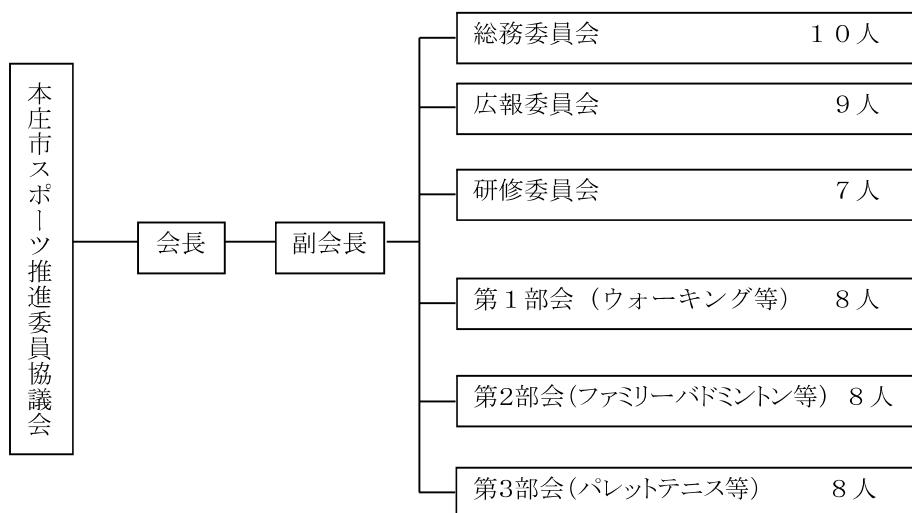 本庄市スポーツ推進委員協議会
会長
副会長
総務委員会　１０人
広報委員会　９人
研修委員会　７人
第１部会（ウォーキング等）　８人
第2部会（ファミリーバドミントン等）　８人
第3部会（パレットテニス等）　８人